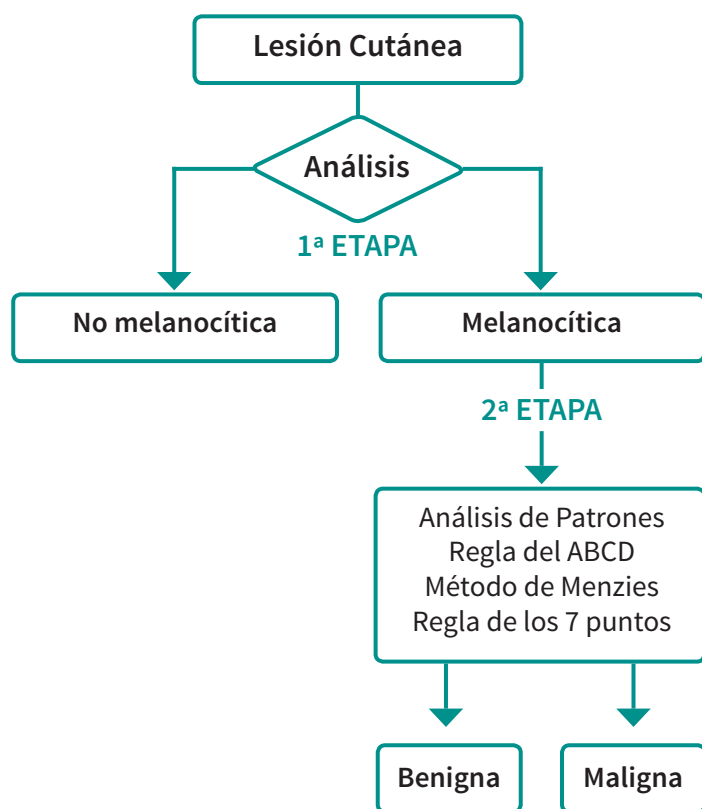 Lesión Cutánea
Análisis
1ª ETAPA
No melanocítica
Melanocítica
2ª ETAPA
Análisis de Patrones
Regla del ABCD
Método de Menzies
Regla de los 7 puntos
Benigna
Maligna